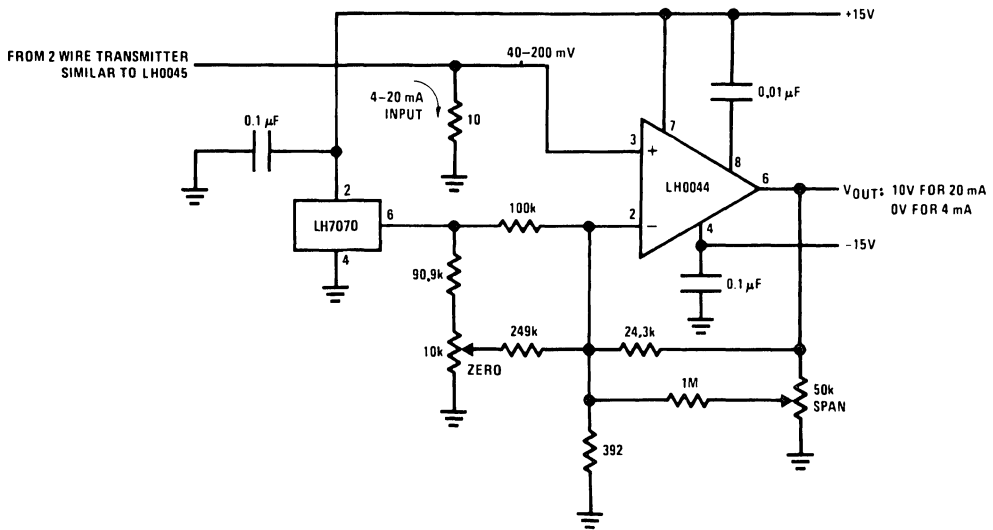 +15V
FROM 2 WIRE TRANSMITTER
SIMILAR TO LH0045
40–200 mV
4–20 mA
INPUT
10
0.01 µF
0.1 µF
7
3
+
8
LH0044
6
VOUT: 10V FOR 20 mA
0V FOR 4 mA
2
LH7070
6
100k
2
–
4
–15V
4
90.9k
0.1 µF
249k
24.3k
10k
ZERO
1M
50k
SPAN
392